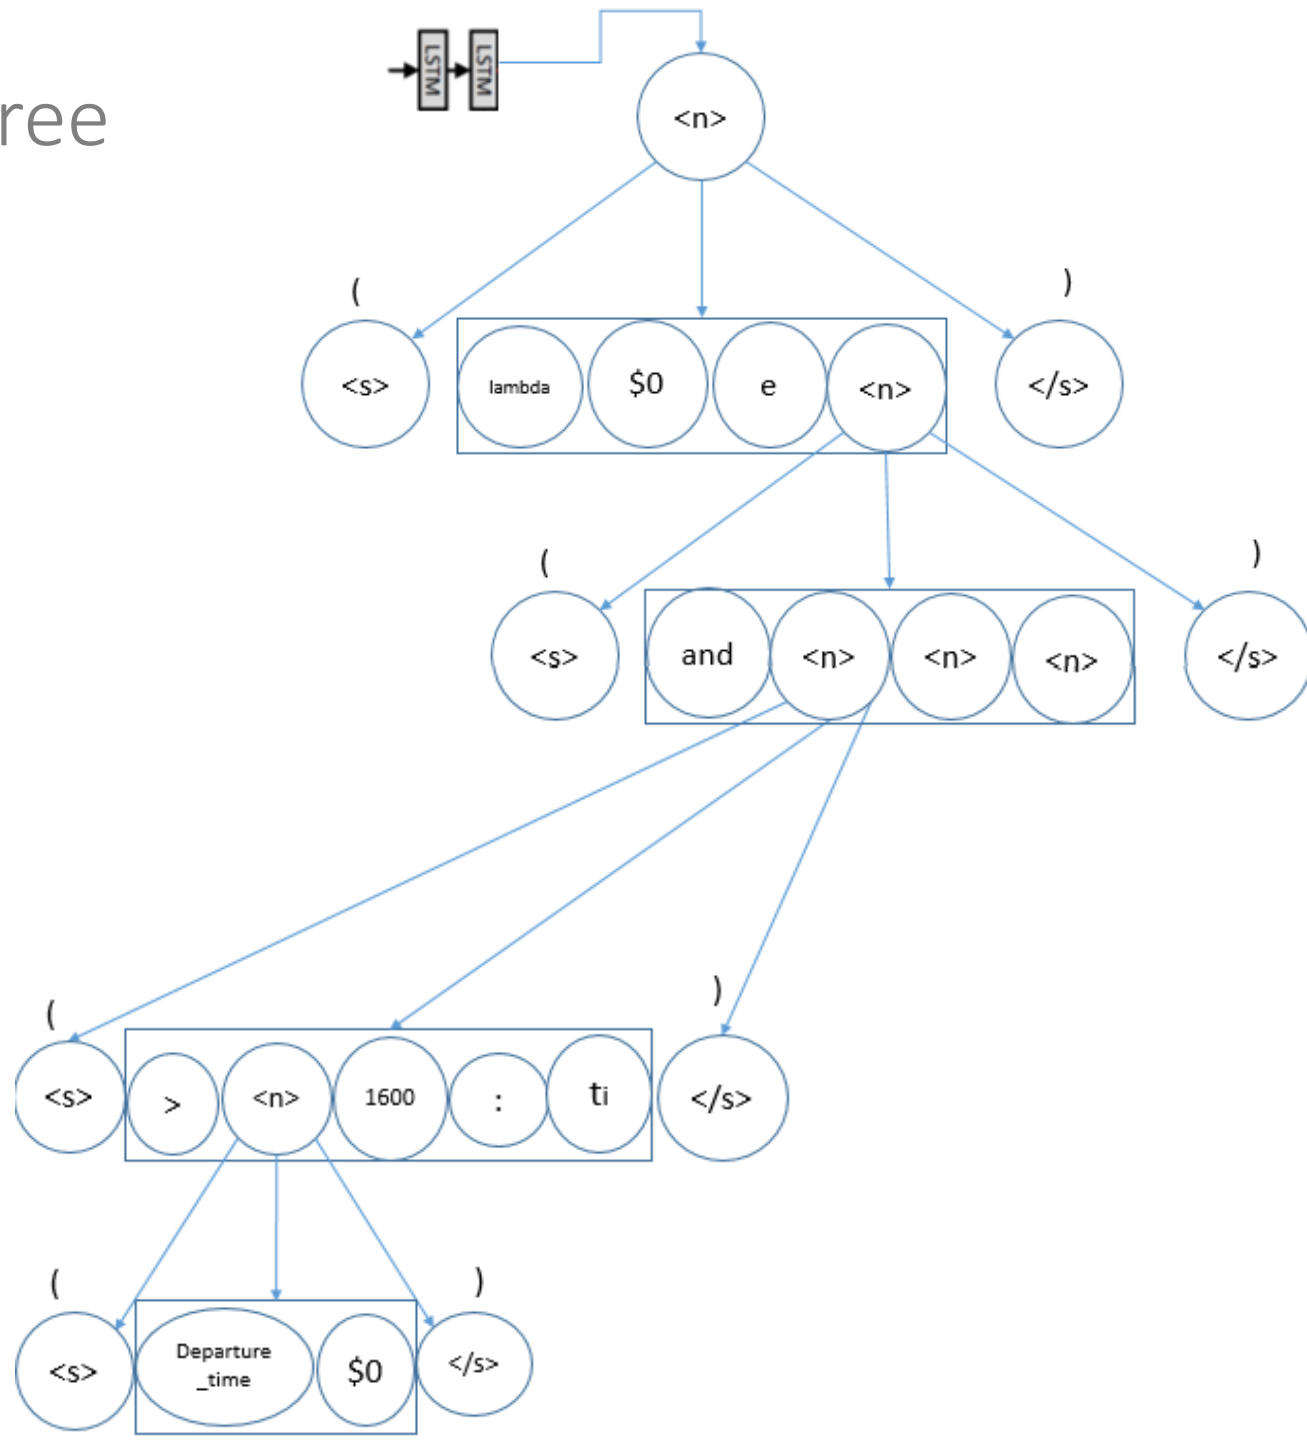 LSTM LSTM
ree
<n>
( )
<s> lambda $0 e <n> </s>
( )
<s> and <n> <n> <n> </s>
( )
<s> > <n> 1600 : ti </s>
( )
<s> Departure
_time $0 </s>